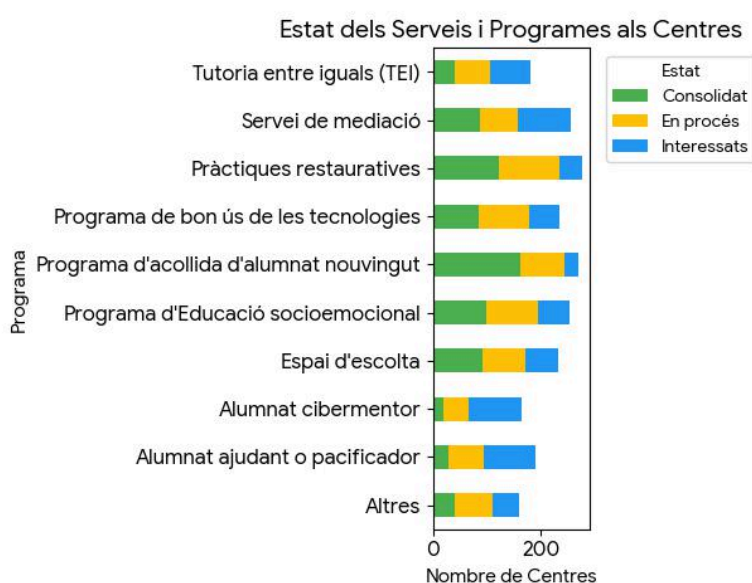 Estat dels Serveis i Programes als Centres
Tutoria entre iguals (TEI)
Servei de mediació
Pràctiques restauratives
Programa de bon ús de les tecnologies
Programa d'acollida d'alumnat nouvingut
Programa d'Educació socioemocional
Espai d'escolta
Alumnat cibermentor
Alumnat ajudant o pacificador
Altres
Programa
0
200
Nombre de Centres
Estat
Consolidat
En procés
Interessats